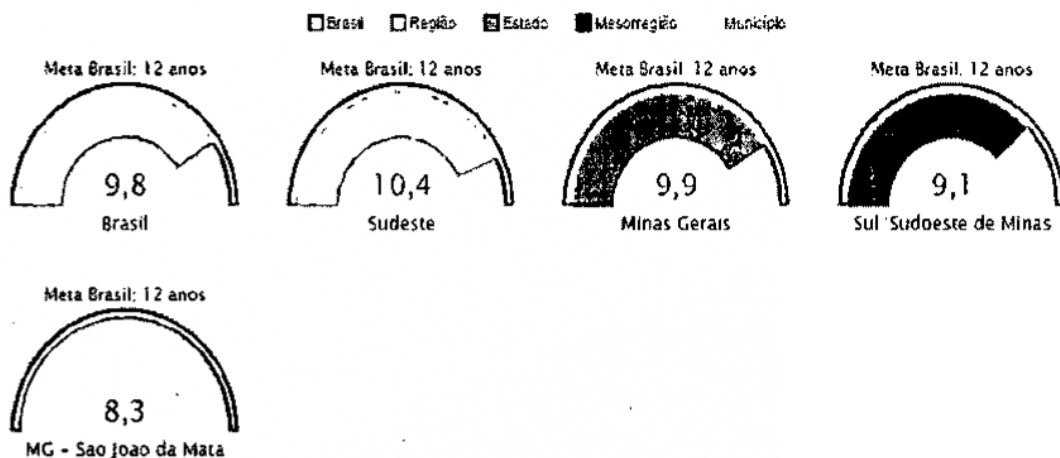 Brasil Região Estado Mesorregião Município
Meta Brasil: 12 anos
9,8
Brasil
Meta Brasil: 12 anos
10,4
Sudeste
Meta Brasil 12 anos
9,9
Minas Gerais
Meta Brasil. 12 anos
9,1
Sul Sudoeste de Minas
Meta Brasil: 12 anos
8,3
MG - Sao Joao da Mata